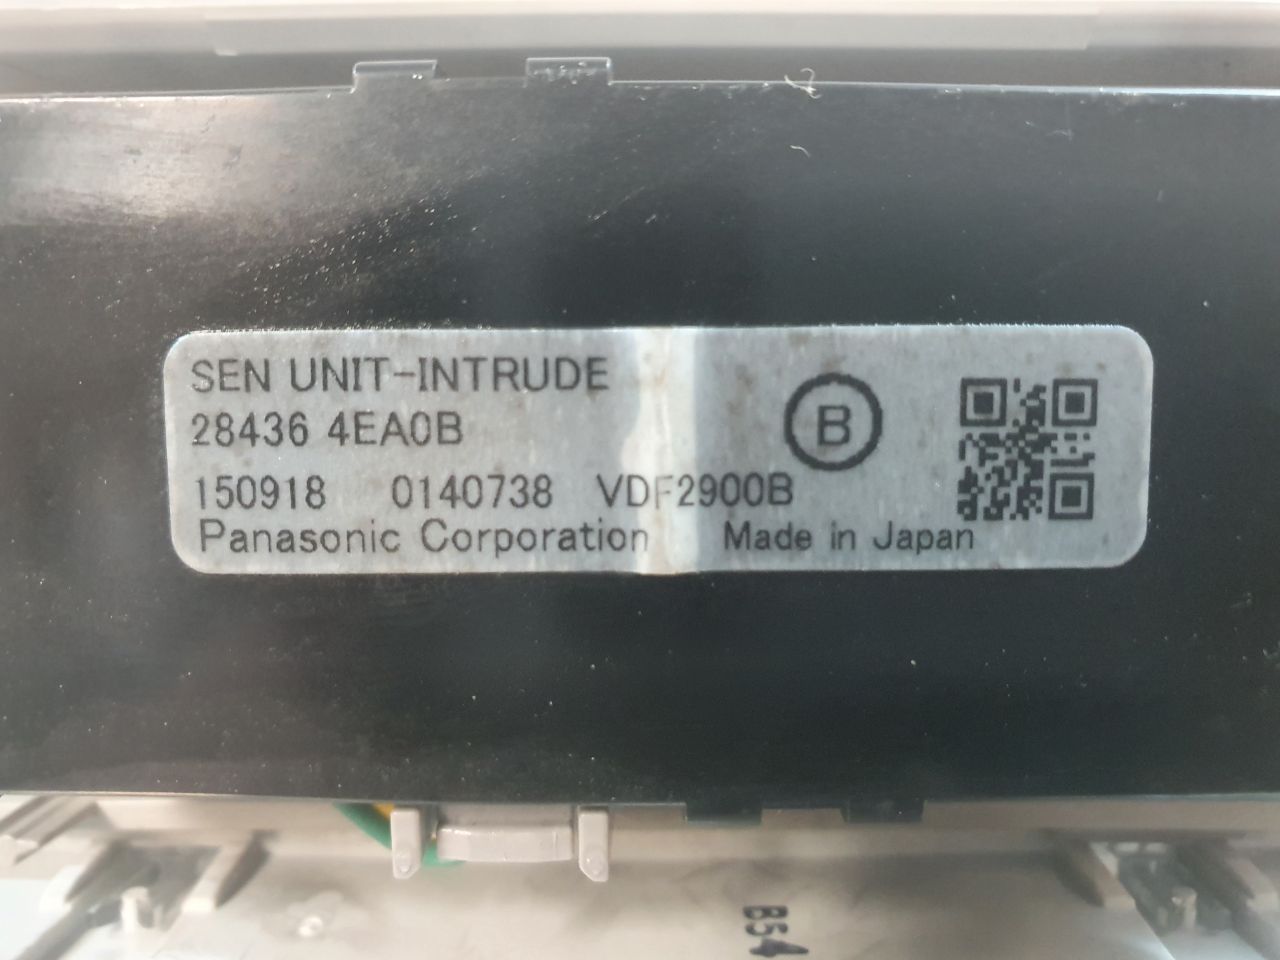 SEN UNIT-INTRUDE
28436 4EA0B
B
150918 0140738 VDF2900B
Panasonic Corporation Made in Japan
B54